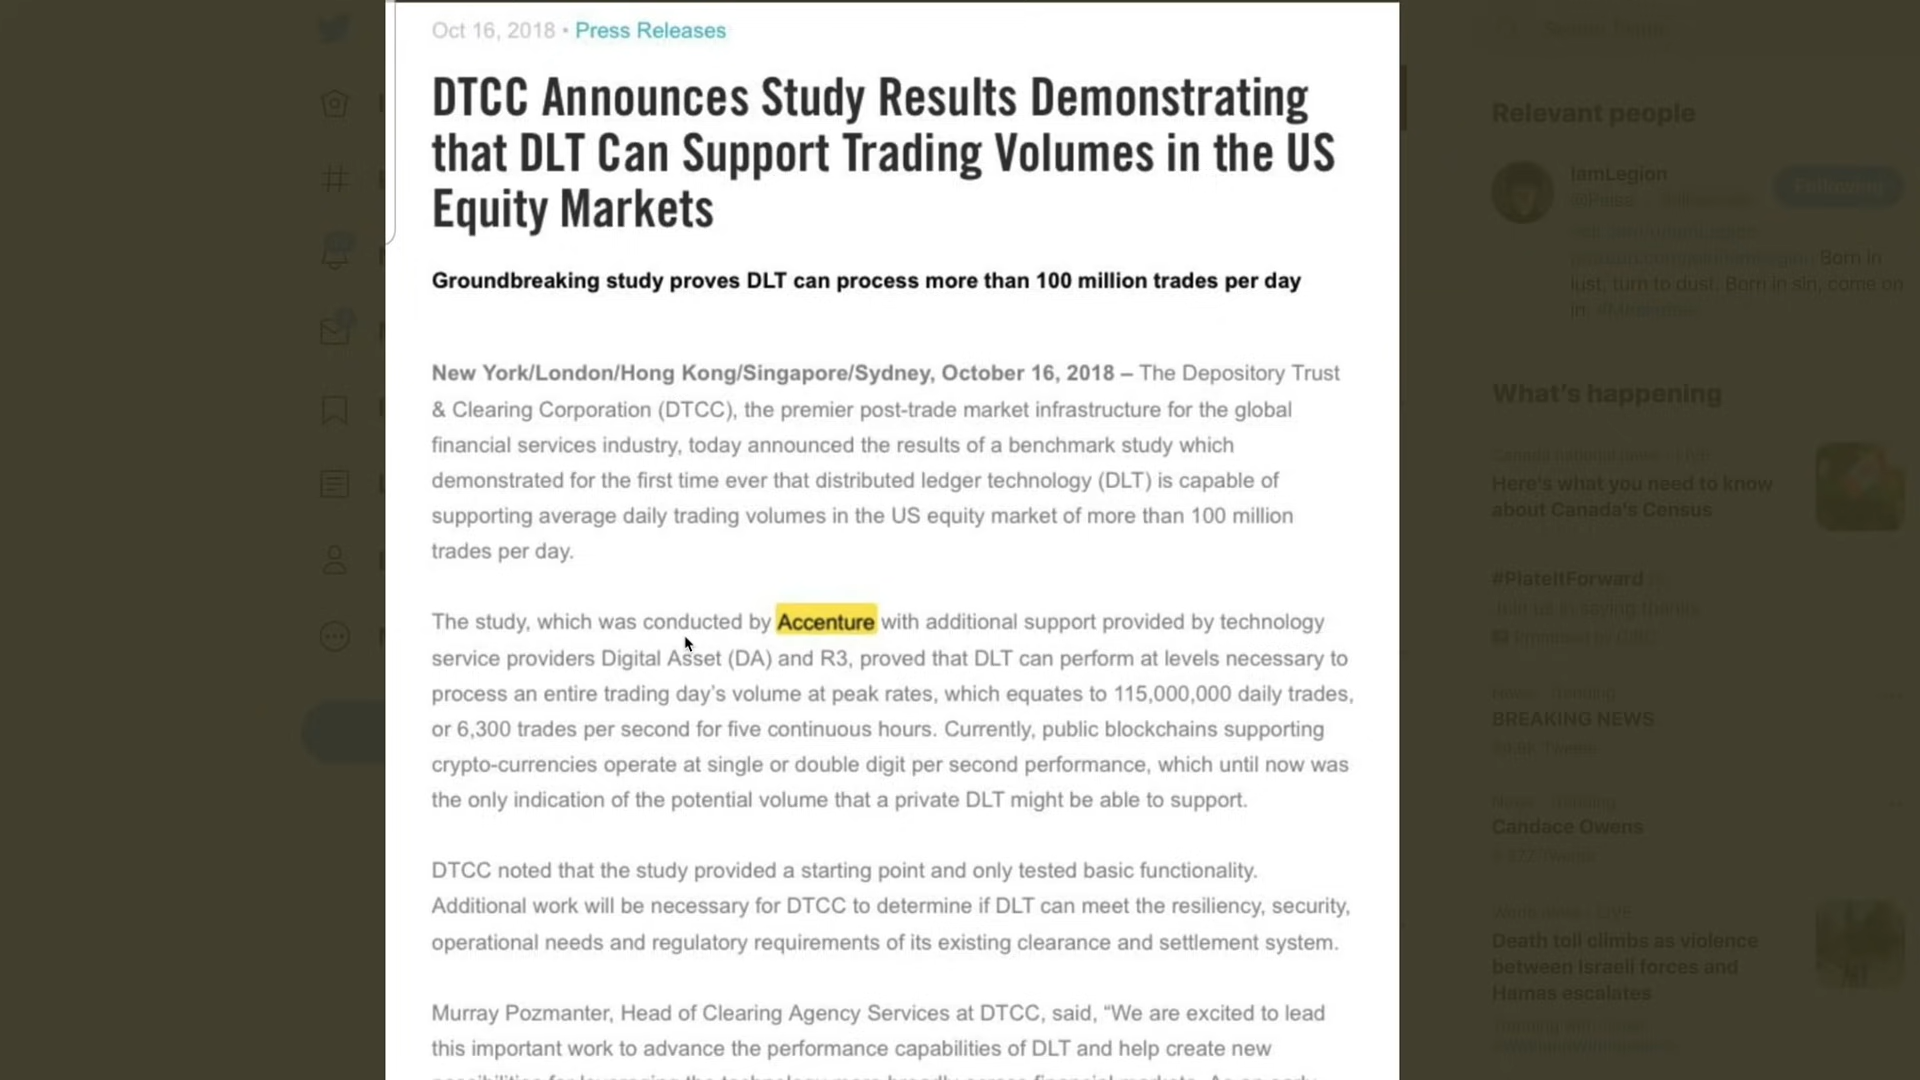 Oct 16, 2018 • Press Releases
DTCC Announces Study Results Demonstrating
that DLT Can Support Trading Volumes in the US
Equity Markets
Groundbreaking study proves DLT can process more than 100 million trades per day
New York/London/Hong Kong/Singapore/Sydney, October 16, 2018 – The Depository Trust
& Clearing Corporation (DTCC), the premier post-trade market infrastructure for the global
financial services industry, today announced the results of a benchmark study which
demonstrated for the first time ever that distributed ledger technology (DLT) is capable of
supporting average daily trading volumes in the US equity market of more than 100 million
trades per day.
The study, which was conducted by Accenture with additional support provided by technology
service providers Digital Asset (DA) and R3, proved that DLT can perform at levels necessary to
process an entire trading day's volume at peak rates, which equates to 115,000,000 daily trades,
or 6,300 trades per second for five continuous hours. Currently, public blockchains supporting
crypto-currencies operate at single or double digit per second performance, which until now was
the only indication of the potential volume that a private DLT might be able to support.
DTCC noted that the study provided a starting point and only tested basic functionality.
Additional work will be necessary for DTCC to determine if DLT can meet the resiliency, security,
operational needs and regulatory requirements of its existing clearance and settlement system.
Murray Pozmanter, Head of Clearing Agency Services at DTCC, said, “We are excited to lead
this important work to advance the performance capabilities of DLT and help create new
Relevant people
IamLegion
Following
Born in
lust, turn to dust. Born in sin, come on
in.
What's happening
Here's what you need to know
about Canada's Census
#PlateItForward
BREAKING NEWS
Candace Owens
Death toll climbs as violence
between Israeli forces and
Hamas escalates